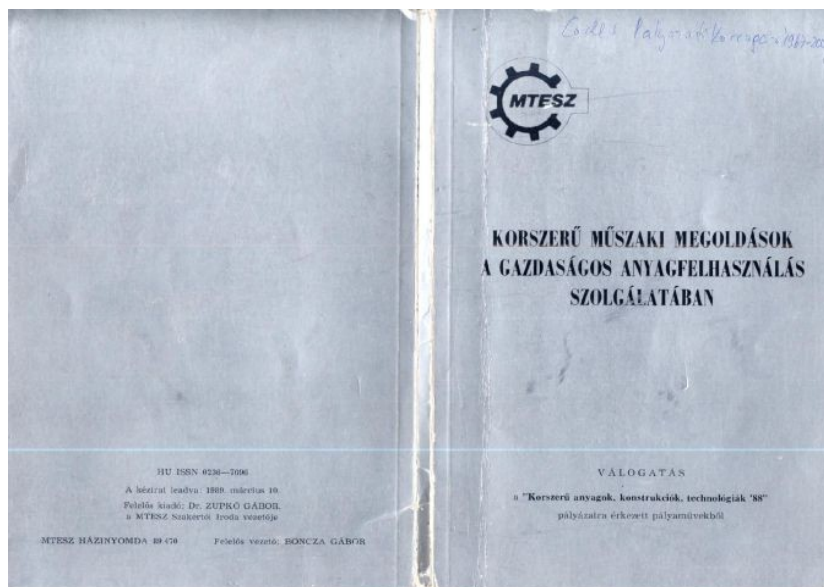 HU ISSN 0236—7096
A kézirat leadva: 1989. március 10.
Felelős kiadó: Dr. ZUPKÓ GÁBOR,
a MTESZ Szakértői Iroda vezetője
MTESZ HÁZINYOMDA 89 Felelős vezető: BONCZA GÁBOR
MTESZ
KORSZERŰ MŰSZAKI MEGOLDÁSOK
A GAZDASÁGOS ANYAGFELHASZNÁLÁS
SZOLGÁLATÁBAN
VÁLOGATÁS
a "Korszerű anyagok, konstrukciók, technológiák '88"
pályázatra érkezett pályaművekből